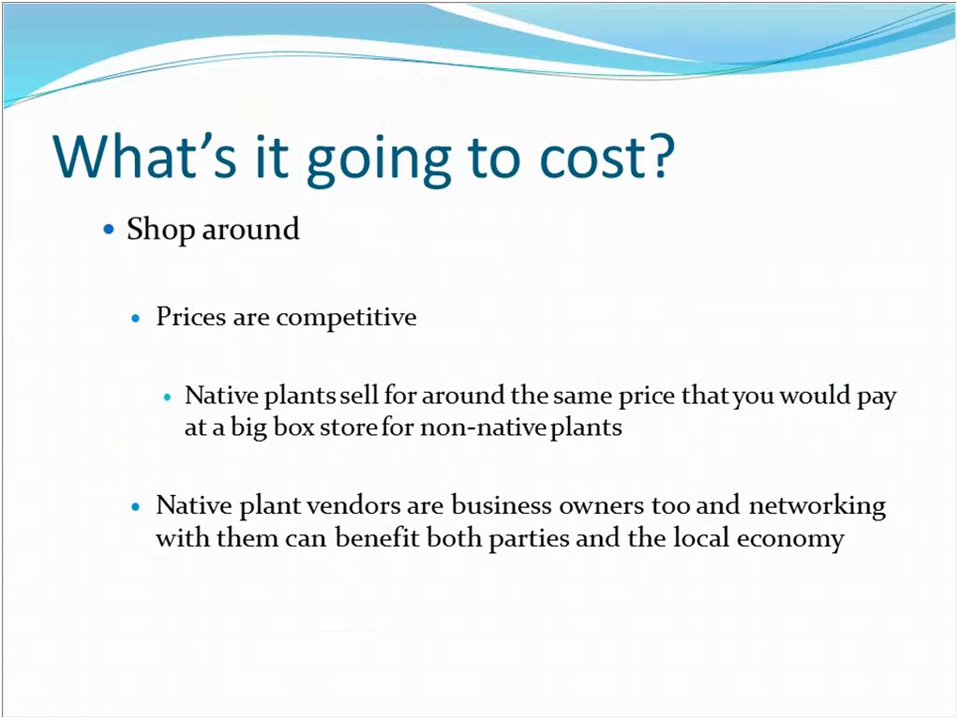 What's it going to cost?
• Shop around
• Prices are competitive
• Native plants sell for around the same price that you would pay
at a big box store for non-native plants
• Native plant vendors are business owners too and networking
with them can benefit both parties and the local economy